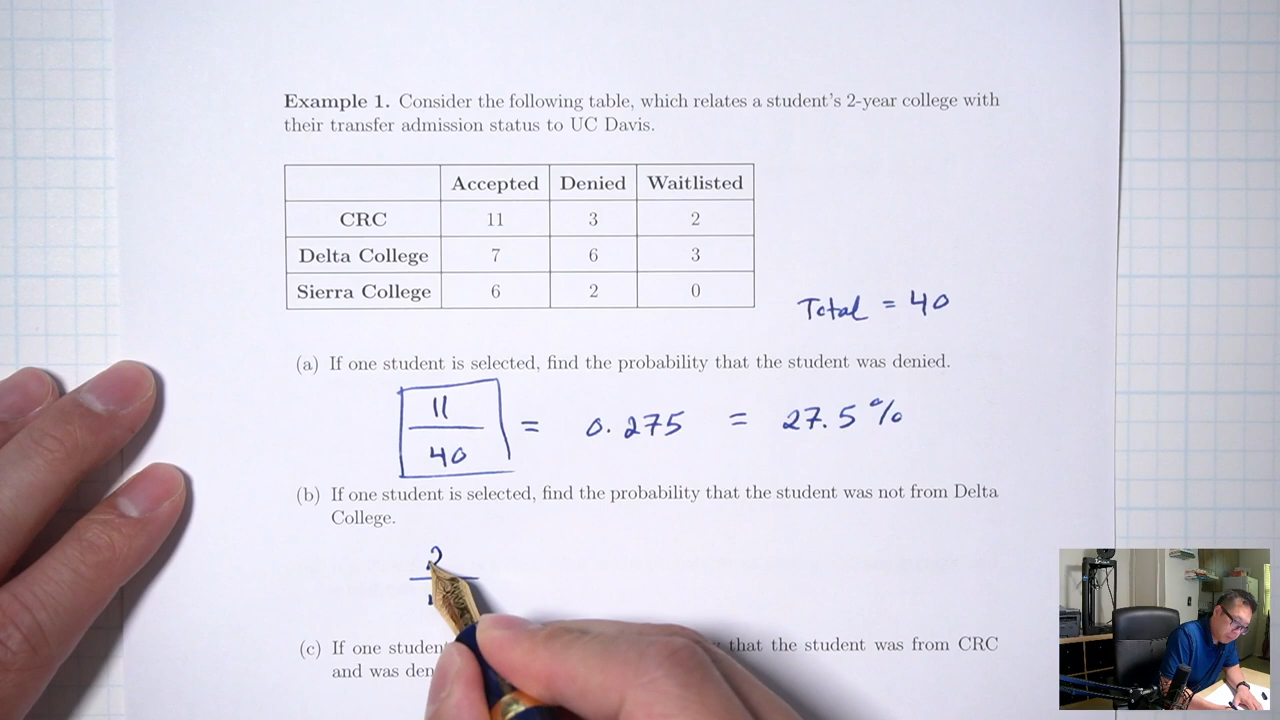 Example 1. Consider the following table, which relates a student's 2-year college with
their transfer admission status to UC Davis.
Accepted Denied Waitlisted
CRC 11 3 2
Delta College 7 6 3
Sierra College 6 2 0
Total = 40
(a) If one student is selected, find the probability that the student was denied.
11
40
= 0.275 = 27.5%
(b) If one student is selected, find the probability that the student was not from Delta
College.
2
(c) If one that the student was from CRC
and was